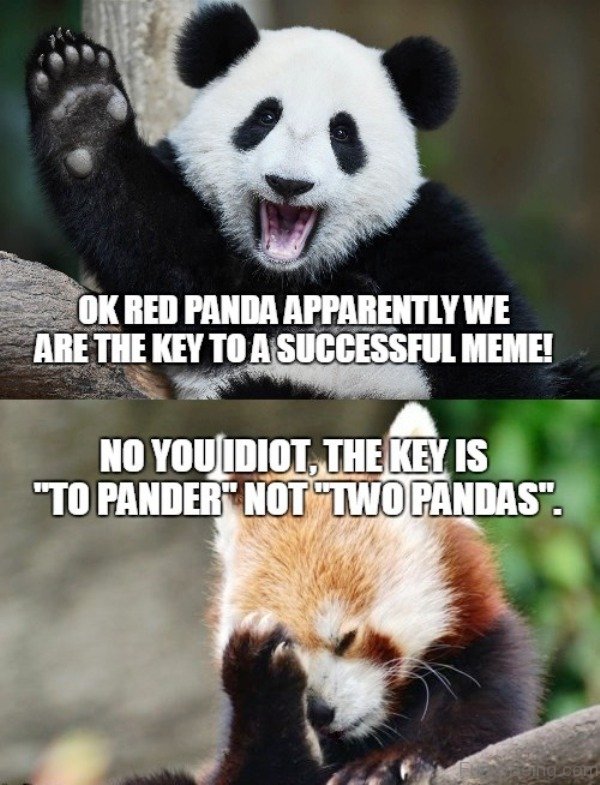 OK RED PANDA APPARENTLY WE
ARE THE KEY TO A SUCCESSFUL MEME!
NO YOU IDIOT, THE KEY IS
"TO PANDER" NOT "TWO PANDAS".